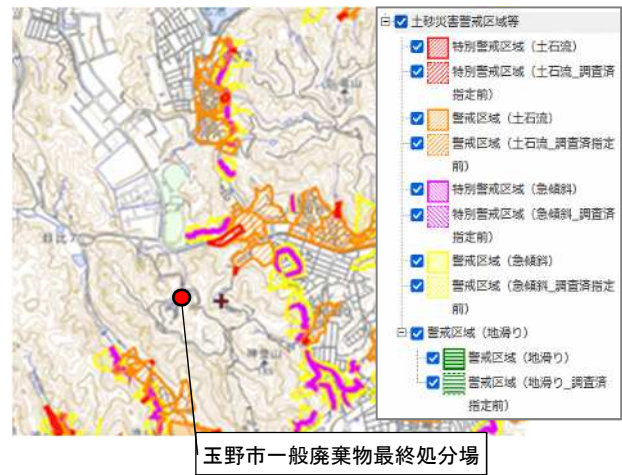 土砂災害警戒区域等
特別警戒区域（土石流）
特別警戒区域（土石流_調査済
指定前）
警戒区域（土石流）
警戒区域（土石流_調査済指定
前）
特別警戒区域（急傾斜）
特別警戒区域（急傾斜_調査済
指定前）
警戒区域（急傾斜）
警戒区域（急傾斜_調査済指定
前）
警戒区域（地滑り）
警戒区域（地滑り）
警戒区域（地滑り_調査済
指定前）
玉野市一般廃棄物最終処分場